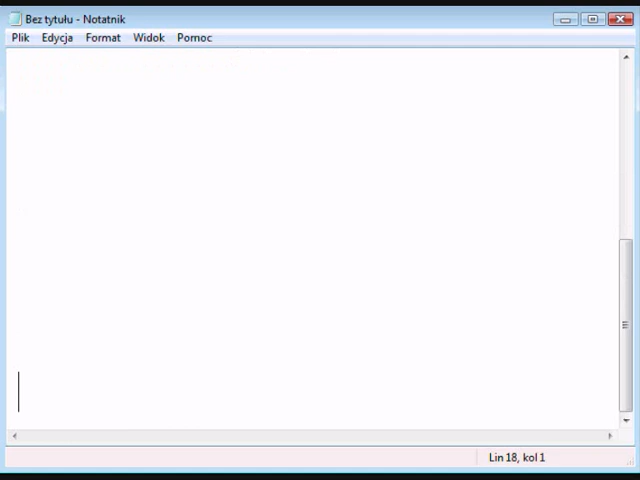 Bez tytułu - Notatnik
Plik Edycja Format Widok Pomoc
Lin 18, kol 1